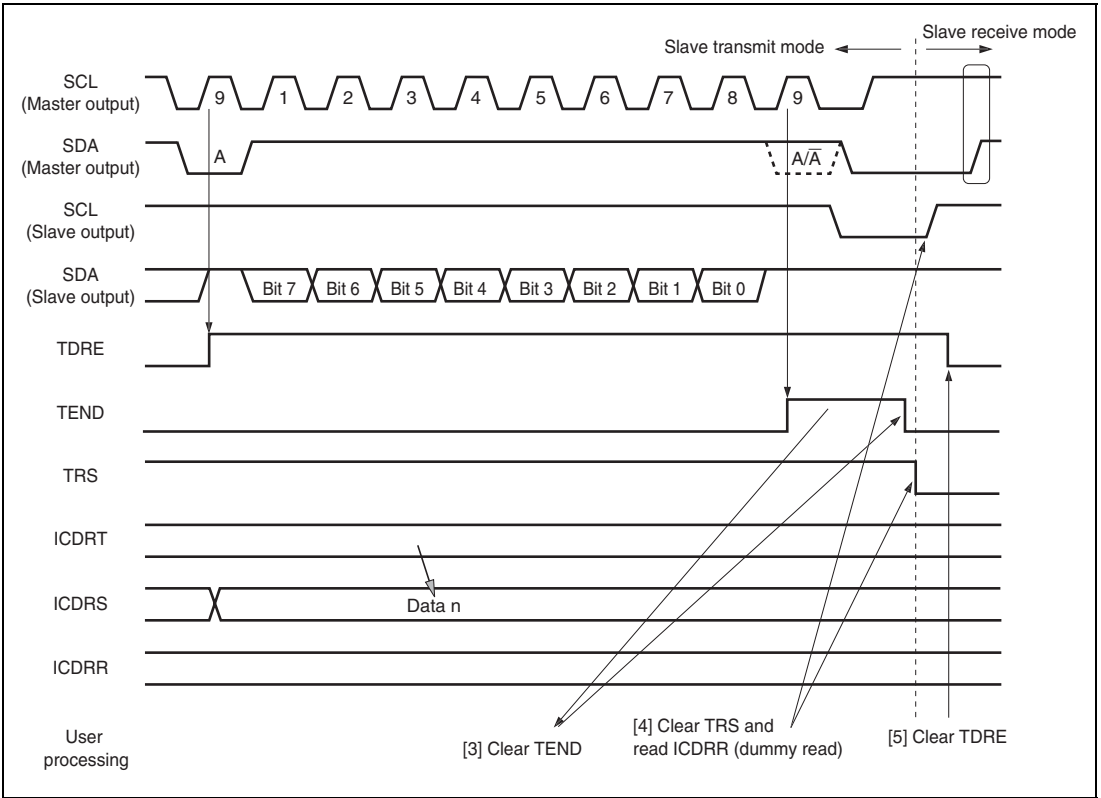 Slave transmit mode
Slave receive mode
SCL
(Master output)
9 1 2 3 4 5 6 7 8 9
SDA
(Master output)
A A/A̅
SCL
(Slave output)
SDA
(Slave output)
Bit 7 Bit 6 Bit 5 Bit 4 Bit 3 Bit 2 Bit 1 Bit 0
TDRE
TEND
TRS
ICDRT
ICDRS
Data n
ICDRR
User
processing
[3] Clear TEND
[4] Clear TRS and
read ICDRR (dummy read)
[5] Clear TDRE